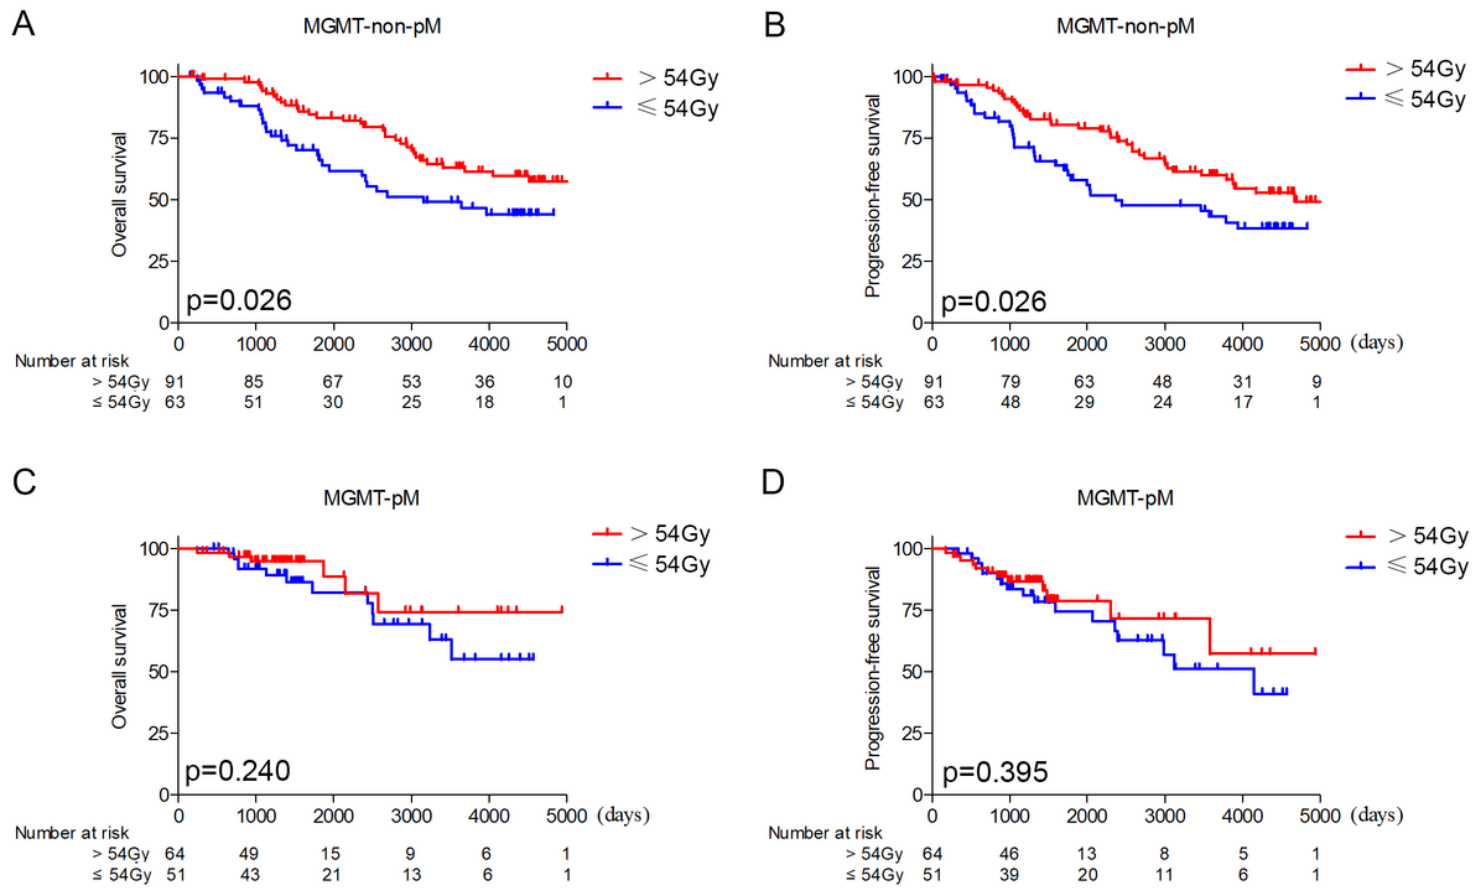 A
MGMT-non-pM
> 54Gy
≤ 54Gy
Overall survival
100
75
50
25
0
p=0.026
0 1000 2000 3000 4000 5000
Number at risk
> 54Gy 91 85 67 53 36 10
≤ 54Gy 63 51 30 25 18 1
B
MGMT-non-pM
> 54Gy
≤ 54Gy
Progression-free survival
100
75
50
25
0
p=0.026
0 1000 2000 3000 4000 5000 (days)
Number at risk
> 54Gy 91 79 63 48 31 9
≤ 54Gy 63 48 29 24 17 1
C
MGMT-pM
> 54Gy
≤ 54Gy
Overall survival
100
75
50
25
0
p=0.240
0 1000 2000 3000 4000 5000 (days)
Number at risk
> 54Gy 64 49 15 9 6 1
≤ 54Gy 51 43 21 13 6 1
D
MGMT-pM
> 54Gy
≤ 54Gy
Progression-free survival
100
75
50
25
0
p=0.395
0 1000 2000 3000 4000 5000 (days)
Number at risk
> 54Gy 64 46 13 8 5 1
≤ 54Gy 51 39 20 11 6 1